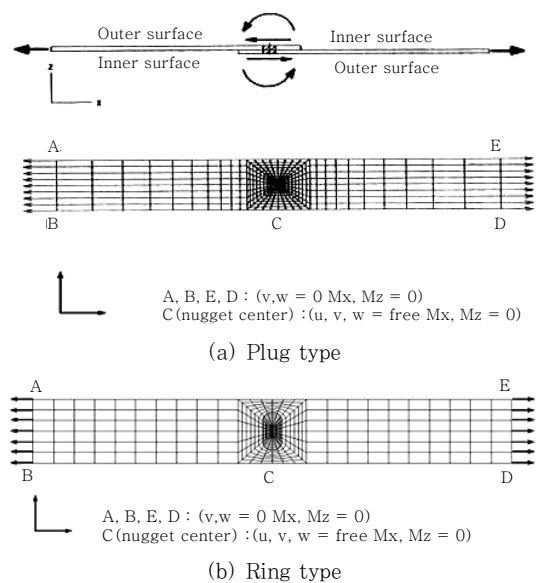 Outer surface
Inner surface
Inner surface
Outer surface
z
x
A
E
B
C
D
A, B, E, D : (v,w = 0 Mx, Mz = 0)
C(nugget center) :(u, v, w = free Mx, Mz = 0)
(a) Plug type
A
E
B
C
D
A, B, E, D : (v,w = 0 Mx, Mz = 0)
C(nugget center) :(u, v, w = free Mx, Mz = 0)
(b) Ring type